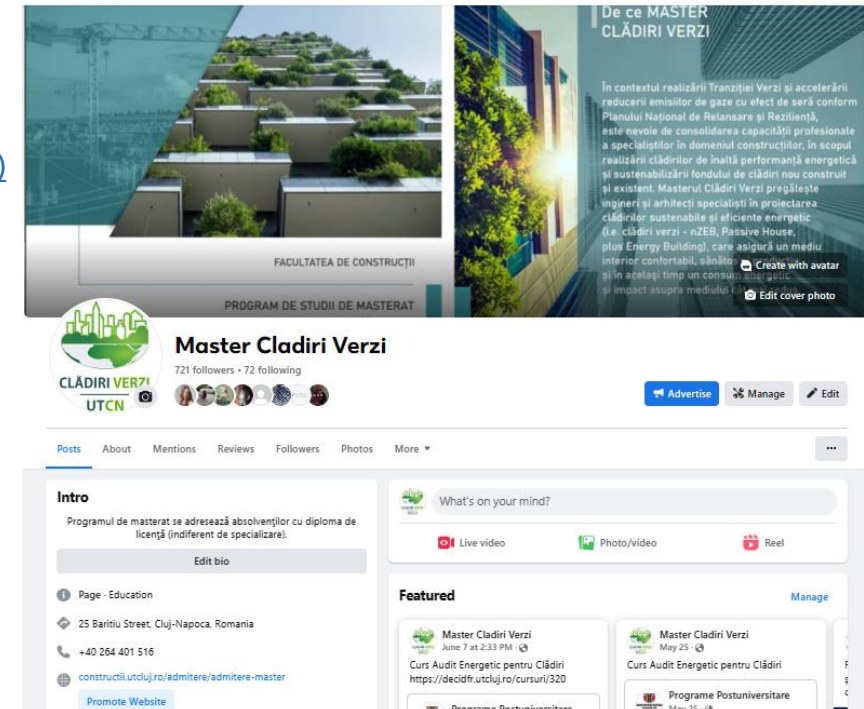 )
De ce MASTER
CLĂDIRI VERZI
În contextul realizării Tranziției Verzi și accelerării
reducerii emisiilor de gaze cu efect de seră conform
Planului Național de Relansare și Reziliență,
este nevoie de consolidarea capacității profesionale
a specialiștilor în domeniul construcțiilor, în scopul
realizării clădirilor de înaltă performanță energetică
și sustenabilizării fondului de clădiri nou construit
și existent. Masterul Clădiri Verzi pregătește
ingineri și arhitecți specialiști în proiectarea
clădirilor sustenabile și eficiente energetic
(i.e. clădiri verzi - nZEB, Passive House,
plus Energy Building), care asigură un mediu
interior confortabil, sănătos
și în același timp un consum energetic
și impact asupra mediului
FACULTATEA DE CONSTRUCȚII
PROGRAM DE STUDII DE MASTERAT
Create with avatar
Edit cover photo
CLĂDIRI VERZI
UTCN
Master Cladiri Verzi
721 followers • 72 following
Advertise
Manage
Edit
Posts About Mentions Reviews Followers Photos More
Intro
Programul de masterat se adresează absolvenților cu diploma de
licență (indiferent de specializare).
Edit bio
Page · Education
25 Baritiu Street, Cluj-Napoca, Romania
+40 264 401 516
constructii.utcluj.ro/admitere/admitere-master
Promote Website
What's on your mind?
Live video
Photo/video
Reel
Featured
Manage
Master Cladiri Verzi
June 7 at 2:33 PM ·
Curs Audit Energetic pentru Clădiri
https://decidfr.utcluj.ro/cursuri/320
Programe Postuniversitare
Master Cladiri Verzi
May 25 ·
Curs Audit Energetic pentru Clădiri
Programe Postuniversitare
May 25 ·